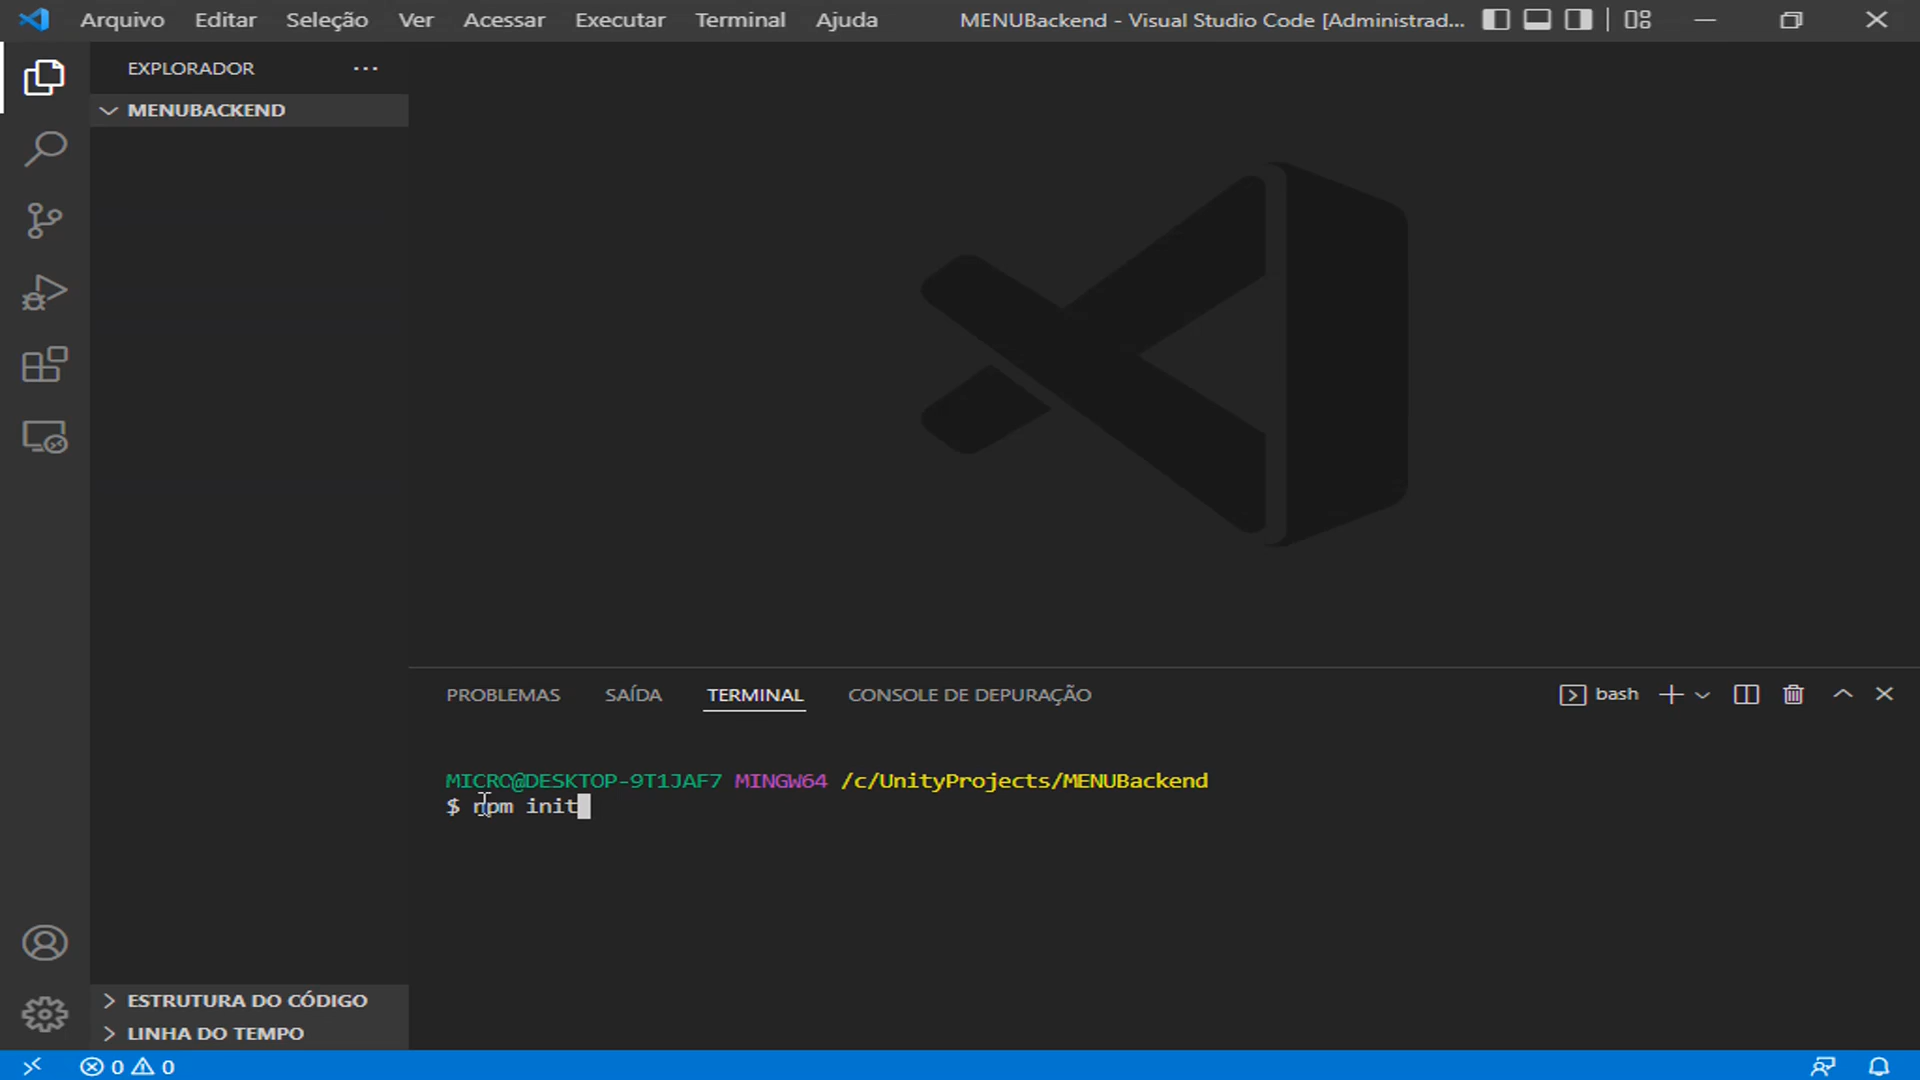 Arquivo Editar Seleção Ver Acessar Executar Terminal Ajuda MENUBackend - Visual Studio Code [Administrad...
EXPLORADOR
MENUBACKEND
PROBLEMAS SAÍDA TERMINAL CONSOLE DE DEPURAÇÃO bash
MICRO@DESKTOP-9T1JAF7 MINGW64 /c/UnityProjects/MENUBackend
$ npm init
ESTRUTURA DO CÓDIGO
LINHA DO TEMPO
0 0